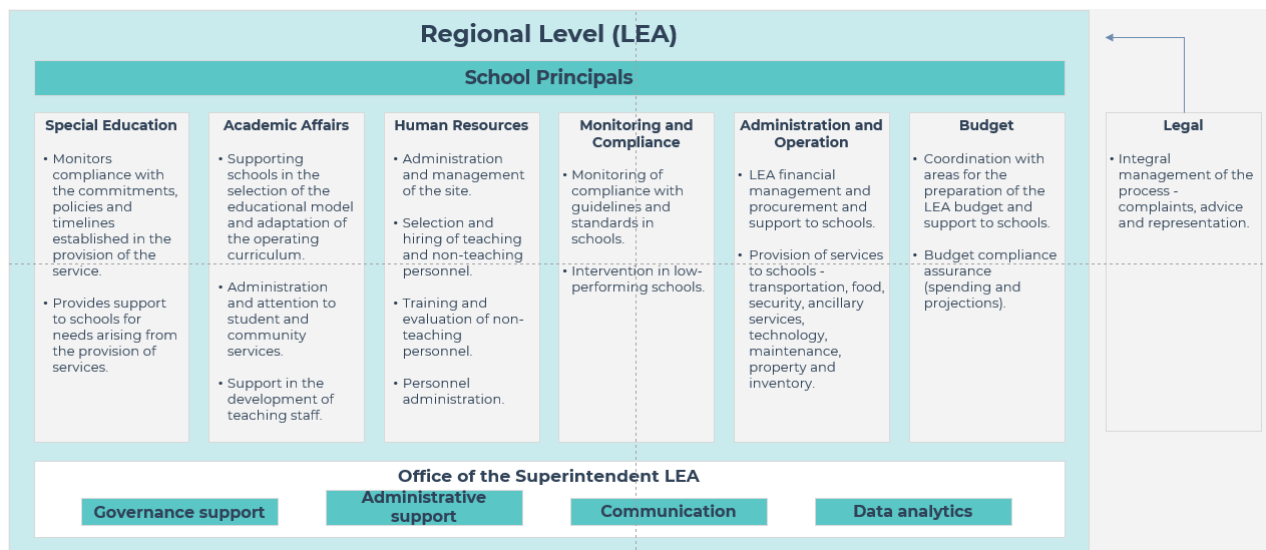 Regional Level (LEA)
School Principals
Special Education
• Monitors
compliance with
the commitments,
policies and
timelines
established in the
provision of the
service.
• Provides support
to schools for
needs arising from
the provision of
services.
Academic Affairs
• Supporting
schools in the
selection of the
educational model
and adaptation of
the operating
curriculum.
• Administration
and attention to
student and
community
services.
• Support in the
development of
teaching staff.
Human Resources
• Administration
and management
of the site.
• Selection and
hiring of teaching
and non-teaching
personnel.
• Training and
evaluation of non-
teaching
personnel.
• Personnel
administration.
Monitoring and
Compliance
• Monitoring of
compliance with
guidelines and
standards in
schools.
• Intervention in low-
performing schools.
Administration and
Operation
• LEA financial
management and
procurement and
support to schools.
• Provision of services
to schools -
transportation, food,
security, ancillary
services,
technology,
maintenance,
property and
inventory.
Budget
• Coordination with
areas for the
preparation of the
LEA budget and
support to schools.
• Budget compliance
assurance
(spending and
projections).
Legal
• Integral
management of the
process -
complaints, advice
and representation.
Office of the Superintendent LEA
Governance support
Administrative
support
Communication
Data analytics